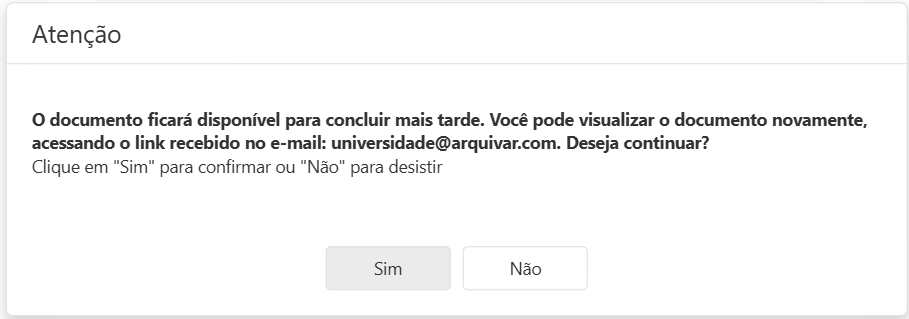 Atenção
O documento ficará disponível para concluir mais tarde. Você pode visualizar o documento novamente,
acessando o link recebido no e-mail: universidade@arquivar.com. Deseja continuar?
Clique em "Sim" para confirmar ou "Não" para desistir
Sim
Não